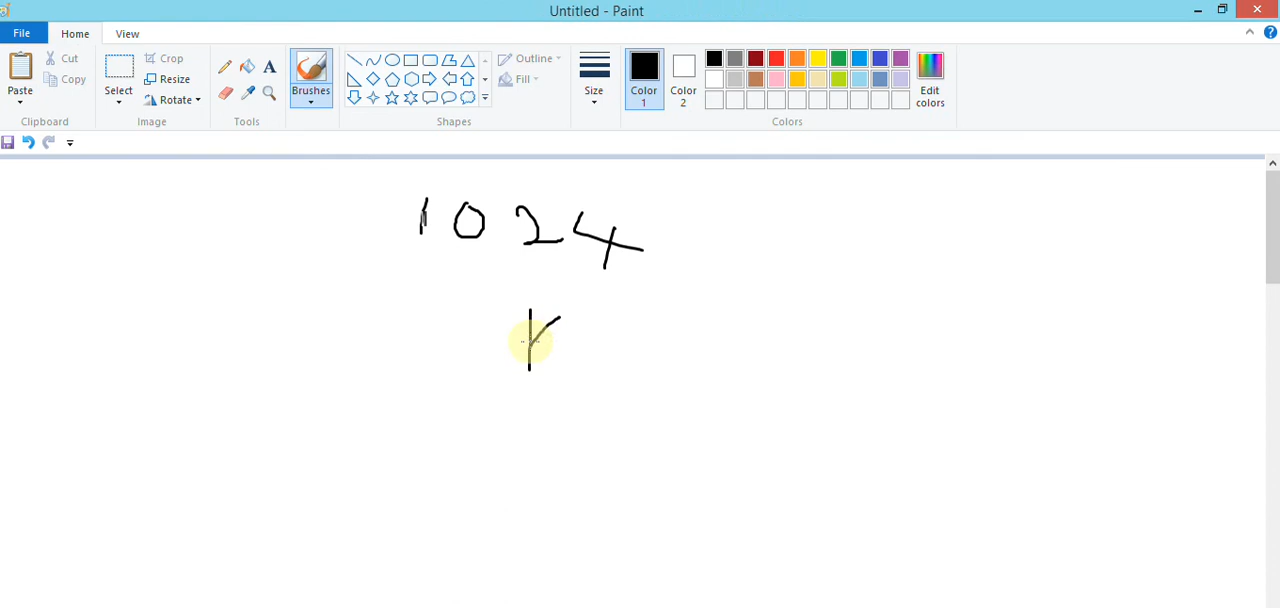 Untitled - Paint
File Home View
Paste
Cut
Copy
Clipboard
Select
Crop
Resize
Rotate
Image
A
Tools
Brushes
Outline
Fill
Shapes
Size
Color 1
Color 2
Edit colors
Colors
1024